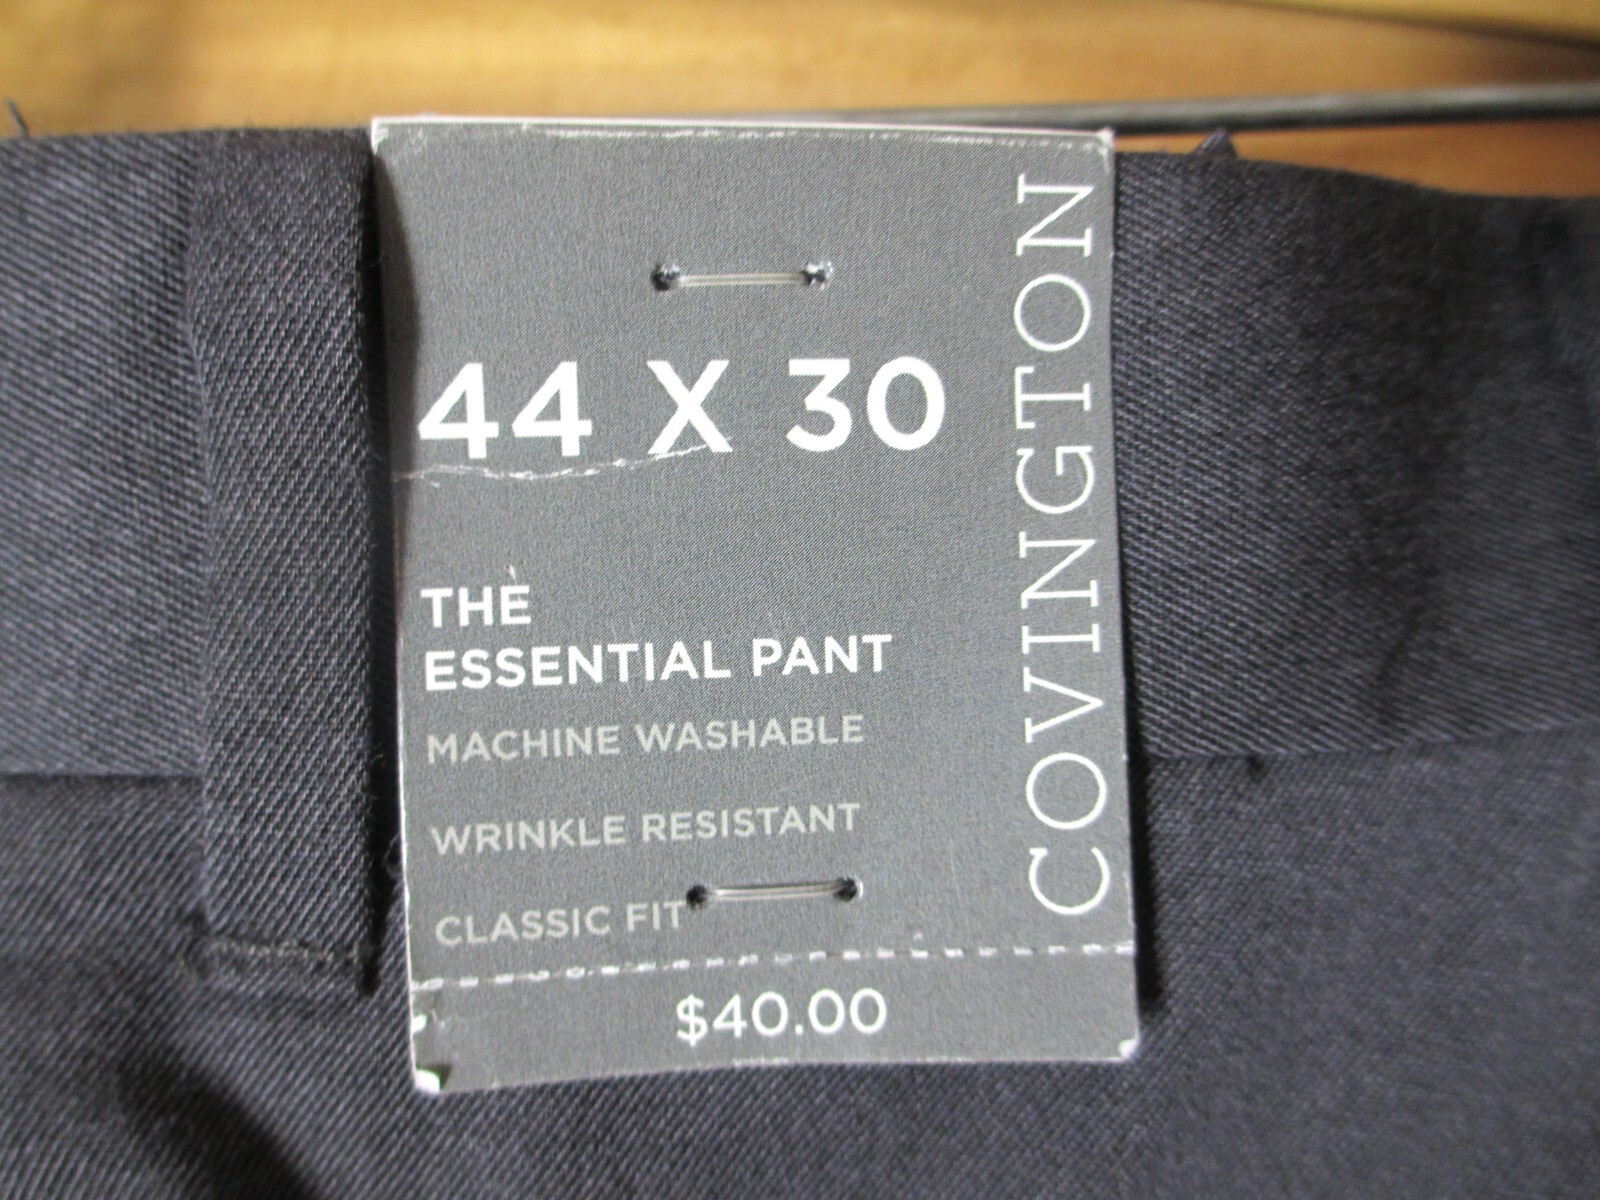 44 X 30
THE
ESSENTIAL PANT
MACHINE WASHABLE
WRINKLE RESISTANT
CLASSIC FIT
$40.00
COVINGTON